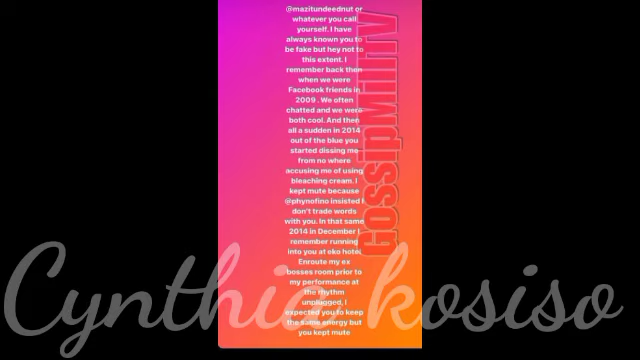 @mazitundeednut or
whatever you call
yourself. I have
always known you to
be fake but hey not to
this extent. I
remember back then
when we were
Facebook friends in
2009 . We often
chatted and we were
both cool. And then
all a sudden in 2014
out of the blue you
started dissing me
from no where
accusing me of using
bleaching cream. I
kept mute because
@phynofino insisted I
don't trade words
with you. In that same
2014 in December I
remember running
into you at eko hotel
Enroute my ex
bosses room prior to
my performance at
the rhythm
unplugged, I
expected you to keep
the same energy but
you kept mute
GossipMillTV
Cynthia kosiso